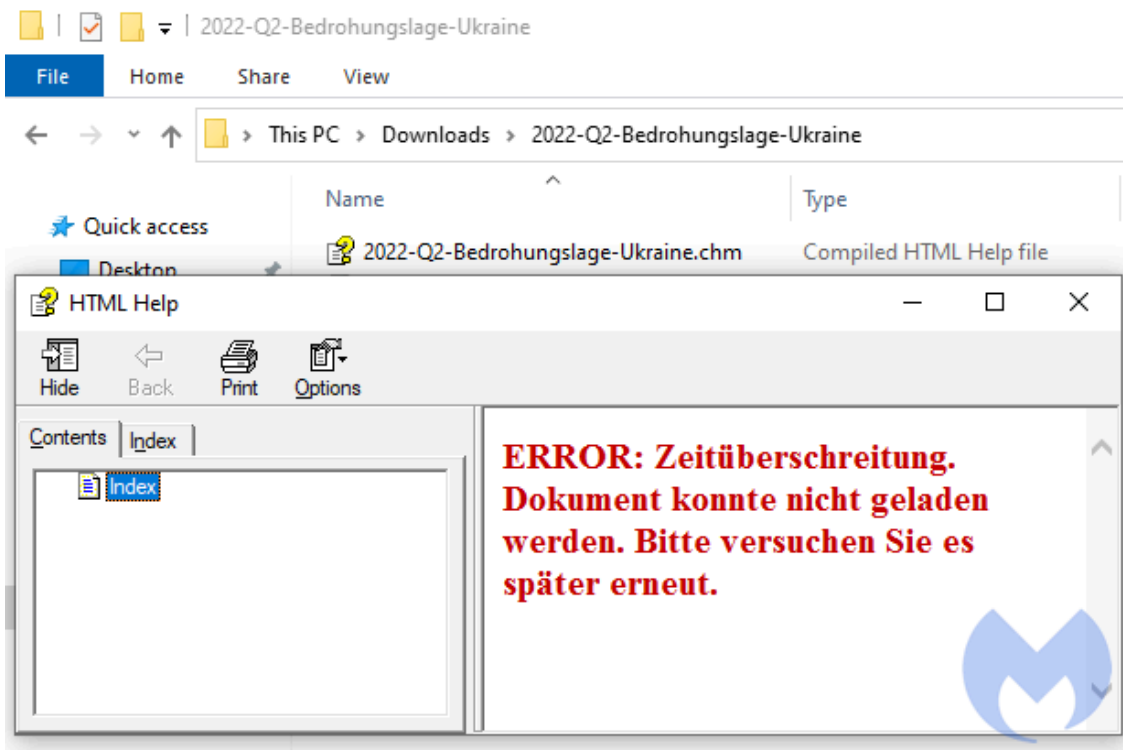 2022-Q2-Bedrohungslage-Ukraine
File Home Share View
This PC Downloads 2022-Q2-Bedrohungslage-Ukraine
Name Type
Quick access
2022-Q2-Bedrohungslage-Ukraine.chm Compiled HTML Help file
Desktop
HTML Help
Hide Back Print Options
Contents Index
Index
ERROR: Zeitüberschreitung.
Dokument konnte nicht geladen
werden. Bitte versuchen Sie es
später erneut.